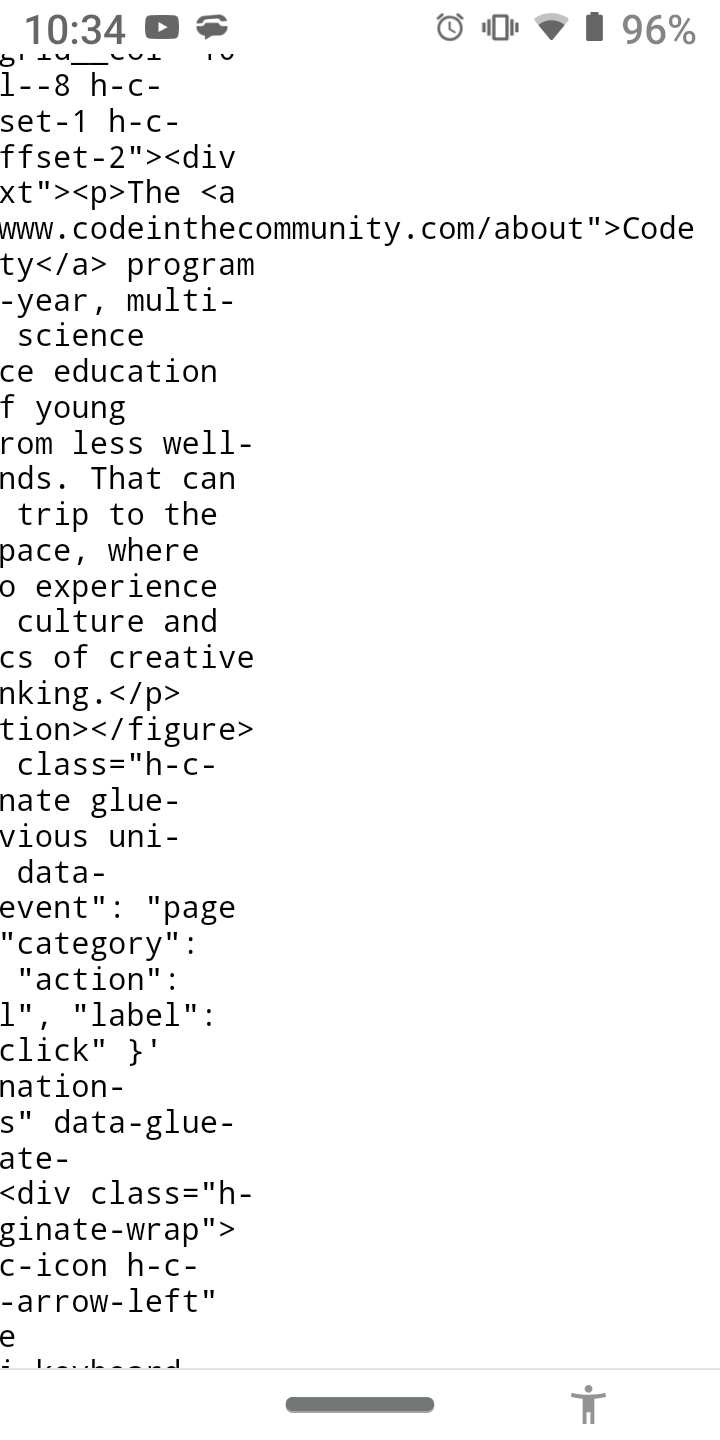 10:34 96%
l--8 h-c-
set-1 h-c-
ffset-2"><div
xt"><p>The <a
www.codeinthecommunity.com/about">Code
ty</a> program
-year, multi-
science
ce education
f young
rom less well-
nds. That can
trip to the
pace, where
o experience
culture and
cs of creative
nking.</p>
tion></figure>
class="h-c-
nate glue-
vious uni-
data-
event": "page
"category":
"action":
l", "label":
click" }'
nation-
s" data-glue-
ate-
<div class="h-
ginate-wrap">
c-icon h-c-
-arrow-left"
e
i keyboard